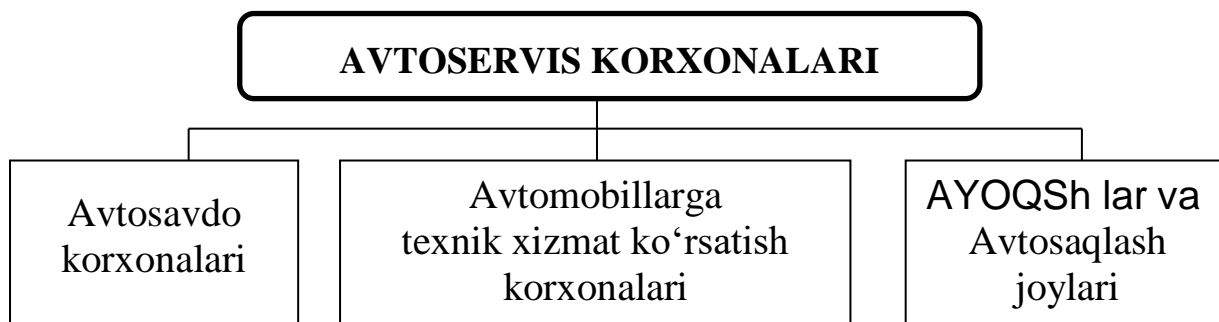 AVTOSERVIS KORXONALARI
Avtosavdo
korxonalari
Avtomobillarga
texnik xizmat ko‘rsatish
korxonalari
AYOQSh lar va
Avtosaqlash
joylari